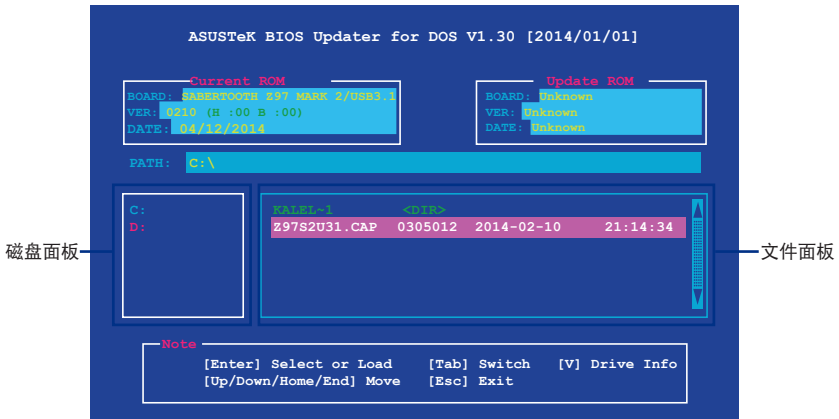 ASUSTeK BIOS Updater for DOS V1.30 [2014/01/01]
Current ROM
BOARD: SABERTOOTH Z97 MARK 2/USB3.1
VER: 0210 (H :00 B :00)
DATE: 04/12/2014
Update ROM
BOARD: Unknown
VER: Unknown
DATE: Unknown
PATH: C:\
磁盘面板
C:
D:
KALEL~1 <DIR>
Z97S2U31.CAP 0305012 2014-02-10 21:14:34
文件面板
Note
[Enter] Select or Load [Tab] Switch [V] Drive Info
[Up/Down/Home/End] Move [Esc] Exit